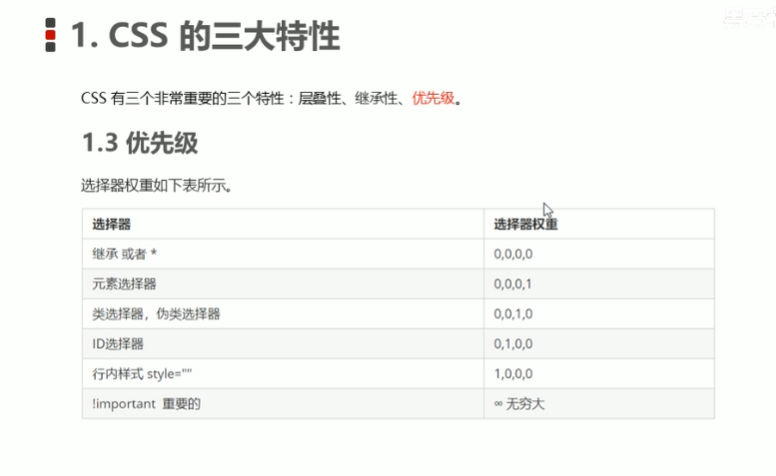 1. CSS 的三大特性
CSS 有三个非常重要的三个特性：层叠性、继承性、优先级。
1.3 优先级
选择器权重如下表所示。
选择器 选择器权重
继承 或者 * 0,0,0,0
元素选择器 0,0,0,1
类选择器，伪类选择器 0,0,1,0
ID选择器 0,1,0,0
行内样式 style="" 1,0,0,0
!important 重要的 ∞ 无穷大